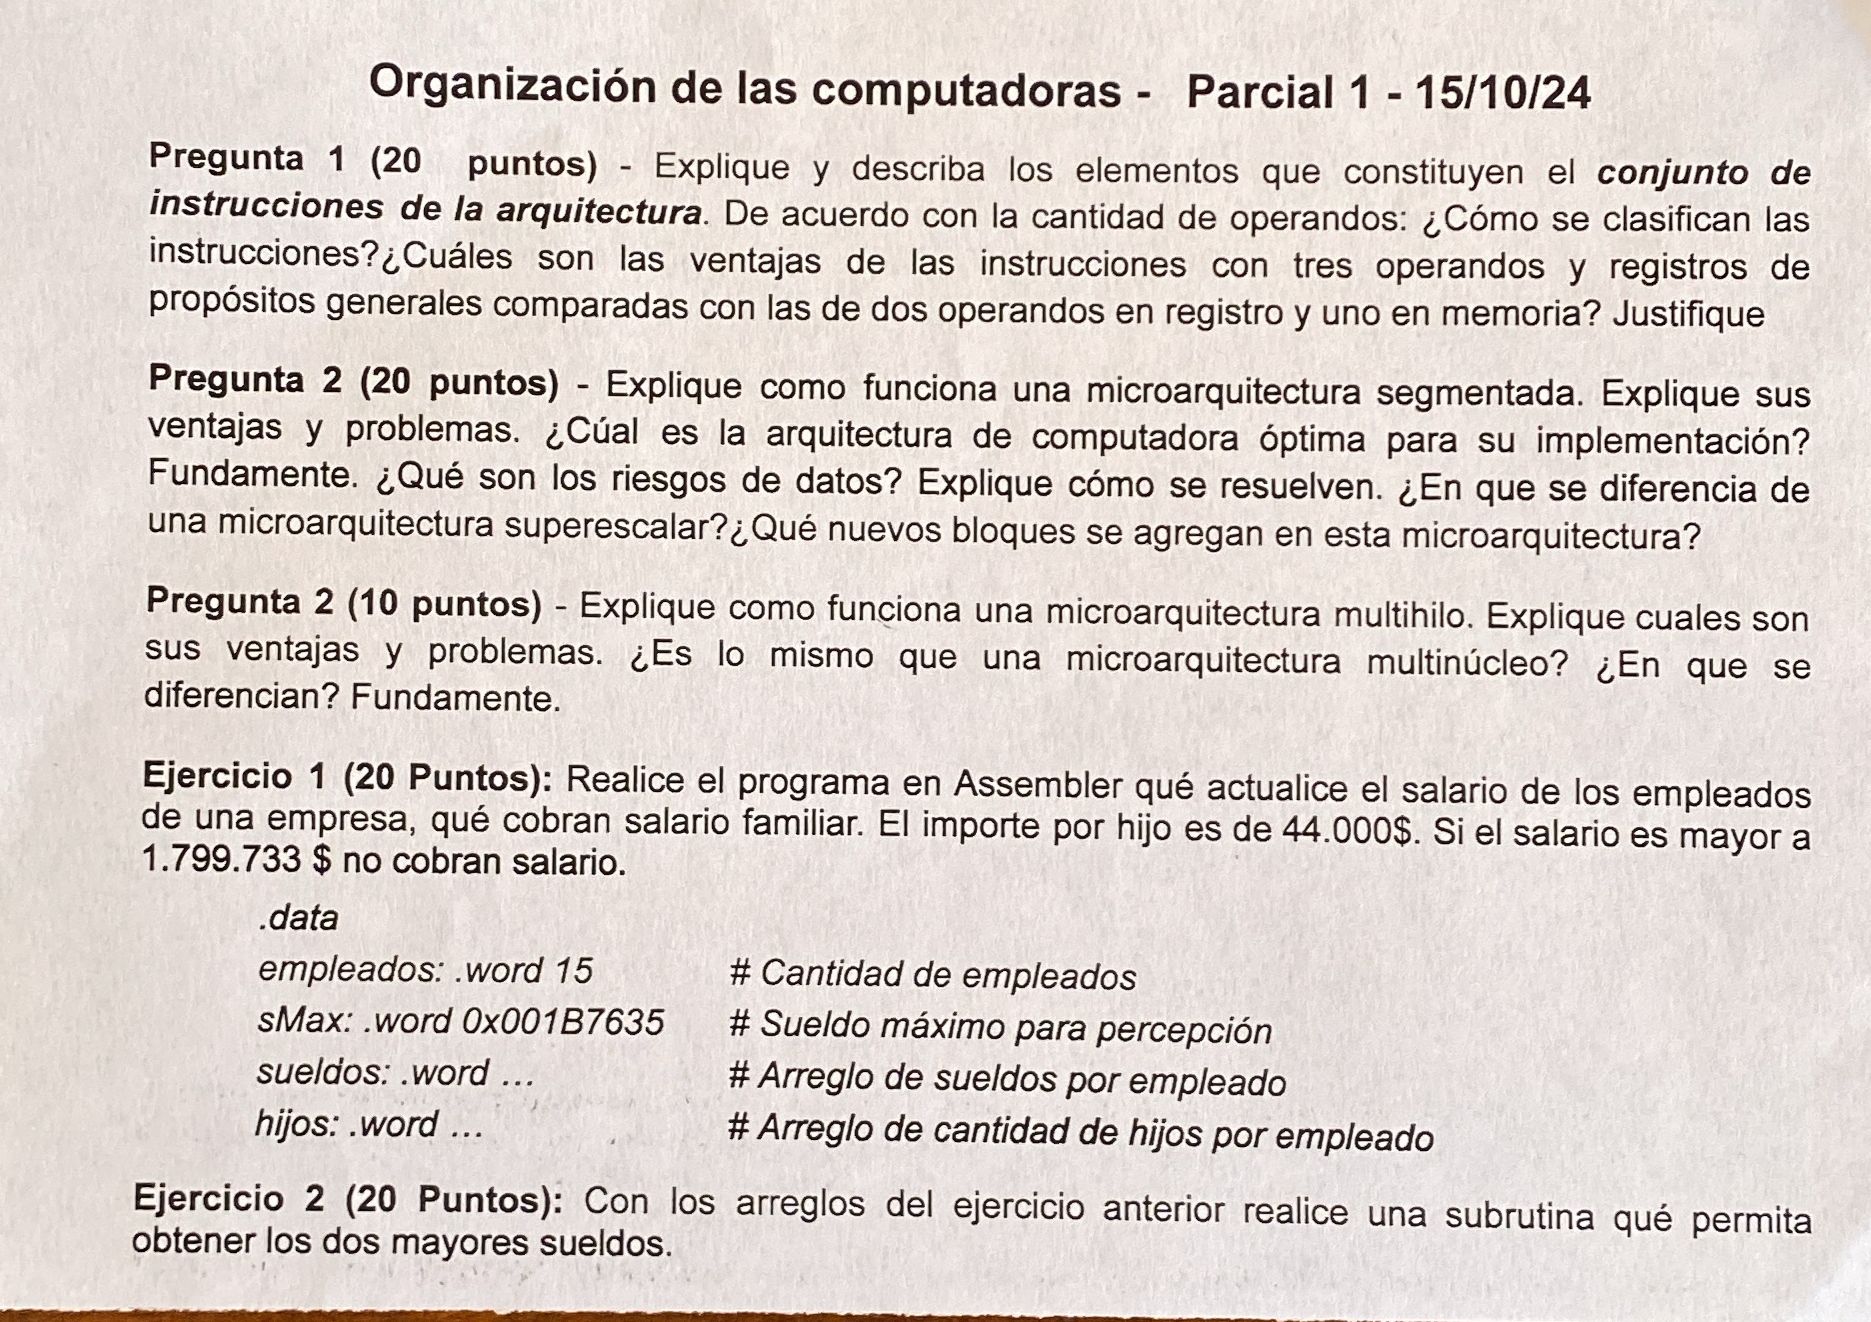 Organización de las computadoras - Parcial 1 - 15/10/24
Pregunta 1 (20 puntos) - Explique y describa los elementos que constituyen el conjunto de
instrucciones de la arquitectura. De acuerdo con la cantidad de operandos: ¿Cómo se clasifican las
instrucciones?¿Cuáles son las ventajas de las instrucciones con tres operandos y registros de
propósitos generales comparadas con las de dos operandos en registro y uno en memoria? Justifique
Pregunta 2 (20 puntos) - Explique como funciona una microarquitectura segmentada. Explique sus
ventajas y problemas. ¿Cúal es la arquitectura de computadora óptima para su implementación?
Fundamente. ¿Qué son los riesgos de datos? Explique cómo se resuelven. ¿En que se diferencia de
una microarquitectura superescalar?¿Qué nuevos bloques se agregan en esta microarquitectura?
Pregunta 2 (10 puntos) - Explique como funciona una microarquitectura multihilo. Explique cuales son
sus ventajas y problemas. ¿Es lo mismo que una microarquitectura multinúcleo? ¿En que se
diferencian? Fundamente.
Ejercicio 1 (20 Puntos): Realice el programa en Assembler qué actualice el salario de los empleados
de una empresa, qué cobran salario familiar. El importe por hijo es de 44.000$. Si el salario es mayor a
1.799.733 $ no cobran salario.
.data
empleados: .word 15 # Cantidad de empleados
sMax: .word 0x001B7635 # Sueldo máximo para percepción
sueldos: .word ... # Arreglo de sueldos por empleado
hijos: .word ... # Arreglo de cantidad de hijos por empleado
Ejercicio 2 (20 Puntos): Con los arreglos del ejercicio anterior realice una subrutina qué permita
obtener los dos mayores sueldos.